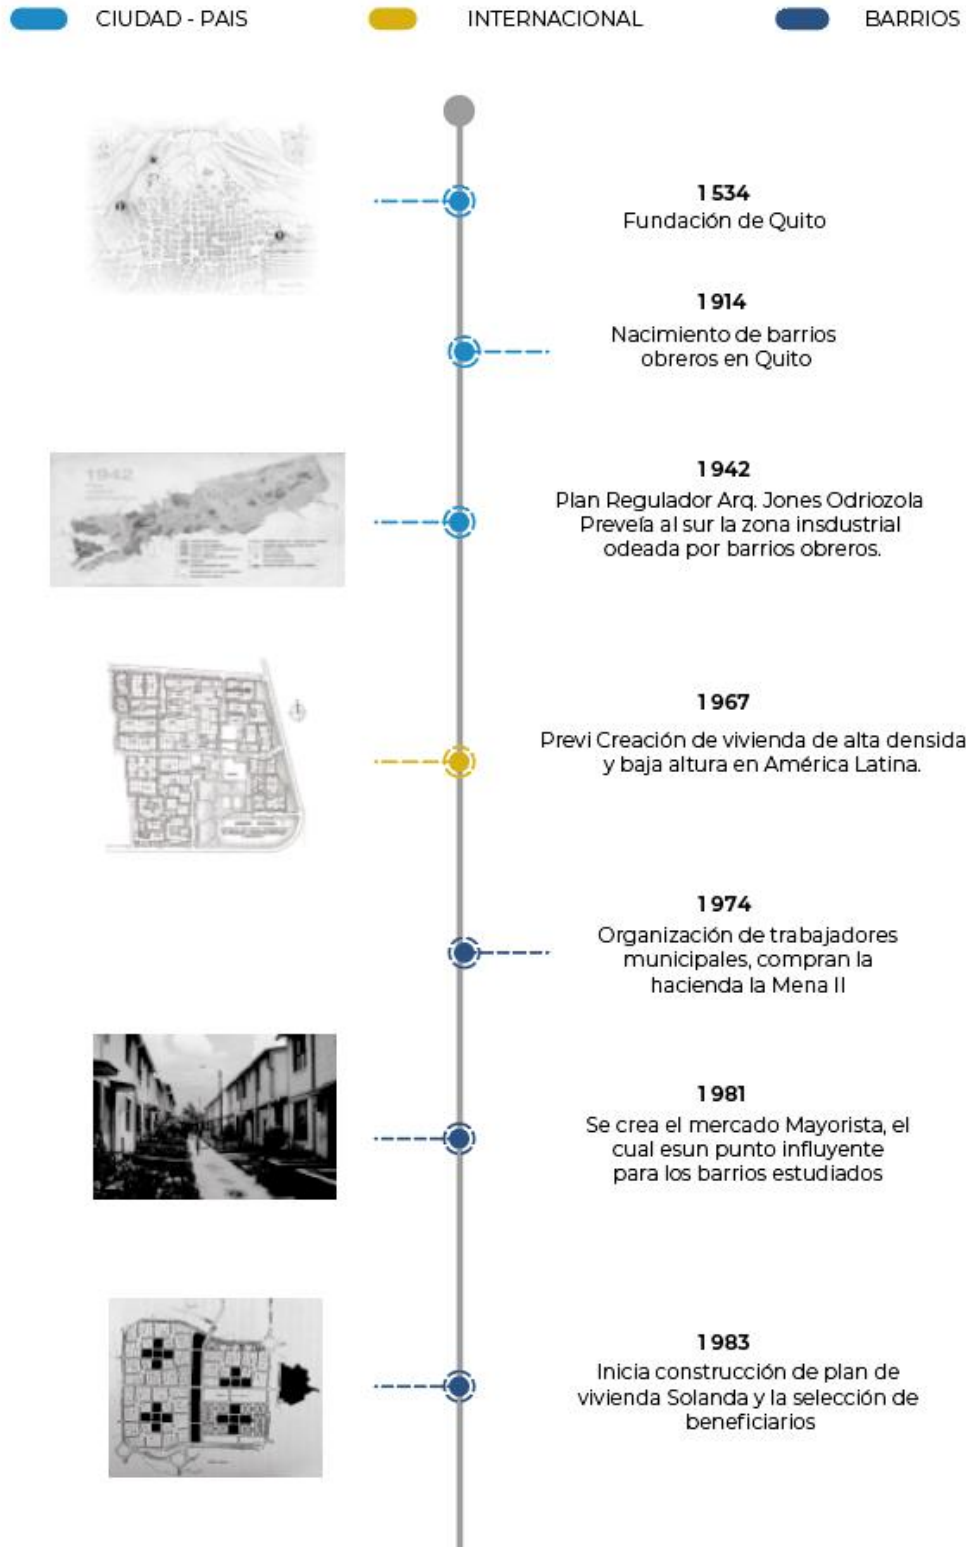 CIUDAD - PAIS
INTERNACIONAL
BARRIOS
1534
Fundación de Quito
1914
Nacimiento de barrios
obreros en Quito
1942
1942
Plan Regulador Arq. Jones Odriozola
Preveía al sur la zona insdustrial
odeada por barrios obreros.
1967
Previ Creación de vivienda de alta densida
y baja altura en América Latina.
1974
Organización de trabajadores
municipales, compran la
hacienda la Mena II
1981
Se crea el mercado Mayorista, el
cual esun punto influyente
para los barrios estudiados
1983
Inicia construcción de plan de
vivienda Solanda y la selección de
beneficiarios